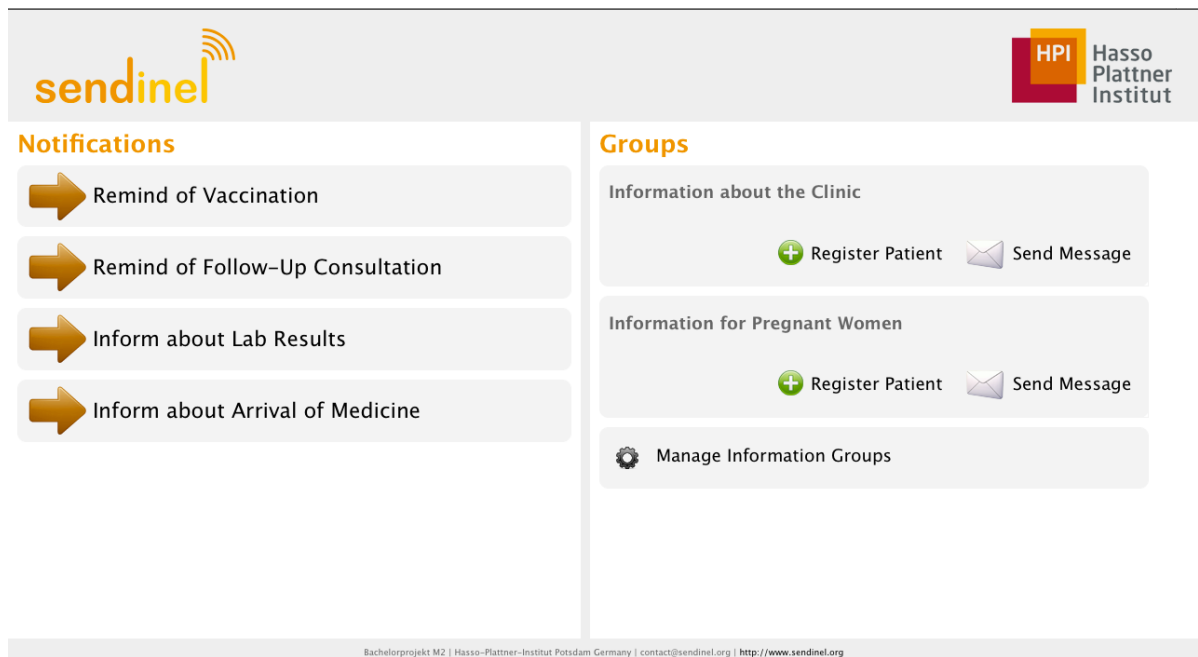 sendinel
HPI
Hasso
Plattner
Institut
Notifications
Remind of Vaccination
Remind of Follow-Up Consultation
Inform about Lab Results
Inform about Arrival of Medicine
Groups
Information about the Clinic
Register Patient Send Message
Information for Pregnant Women
Register Patient Send Message
Manage Information Groups
Bachelorprojekt M2 | Hasso-Plattner-Institut Potsdam Germany | contact@sendinel.org | http://www.sendinel.org